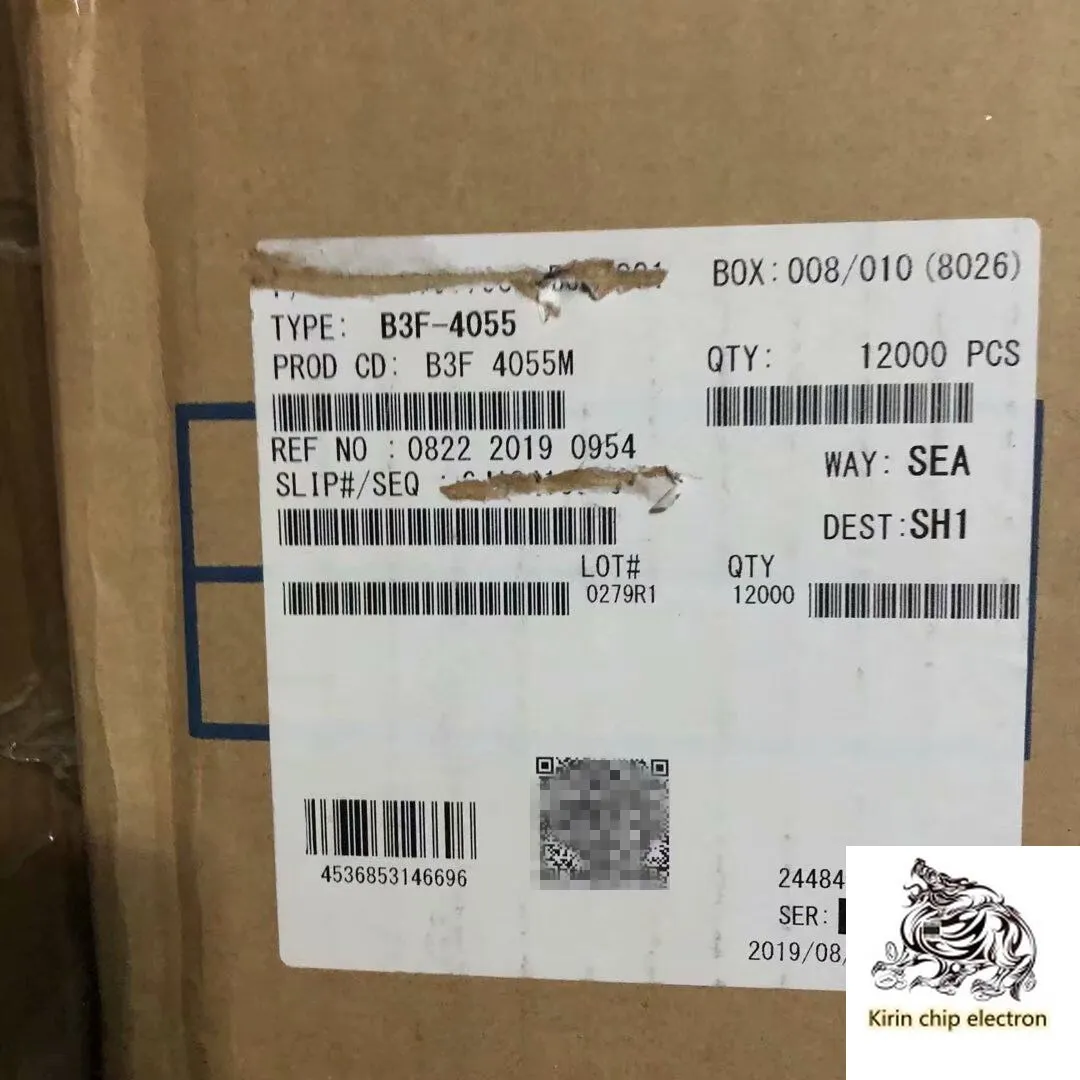 BOX:008/010 (8026)
TYPE: B3F-4055
PROD CD: B3F 4055M
QTY: 12000 PCS
REF NO : 0822 2019 0954
WAY: SEA
SLIP#/SEQ :
DEST:SH1
LOT# QTY
0279R1 12000
4536853146696
24484
SER:
2019/08/
Kirin chip electron